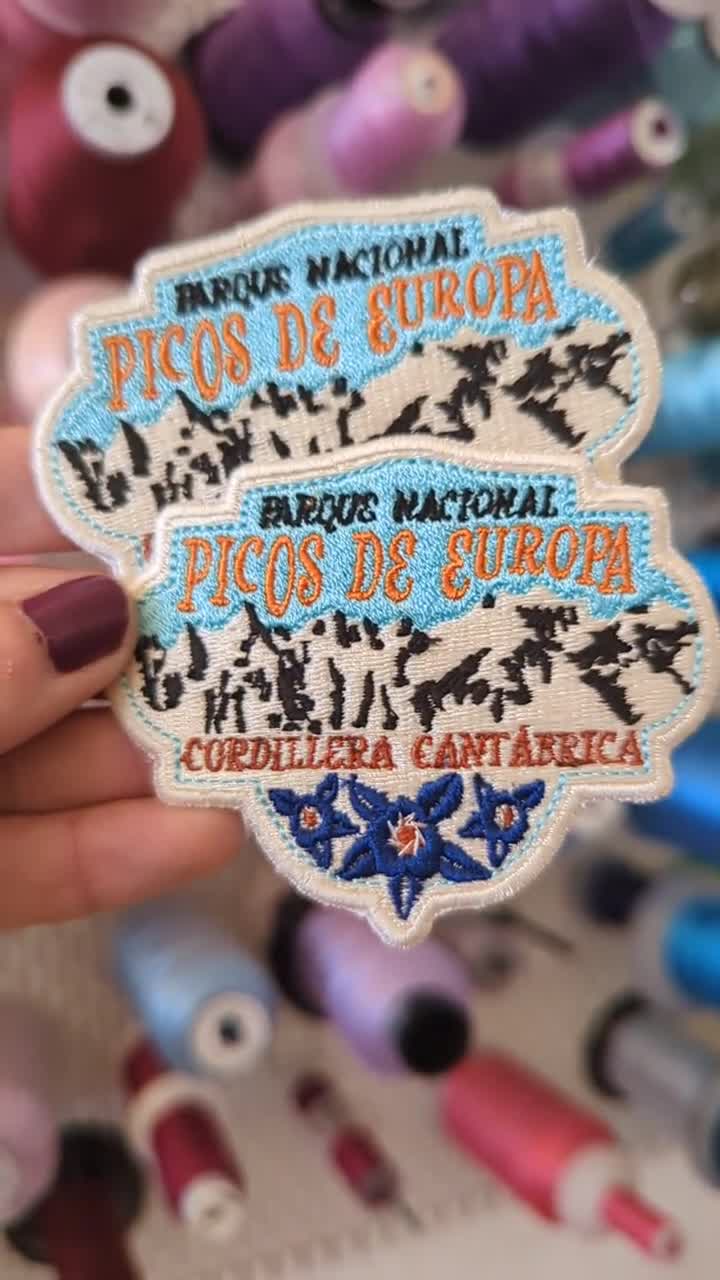 PARQUE NACIONAL
PICOS DE EUROPA
PARQUE NACIONAL
PICOS DE EUROPA
CORDILLERA CANTÁBRICA